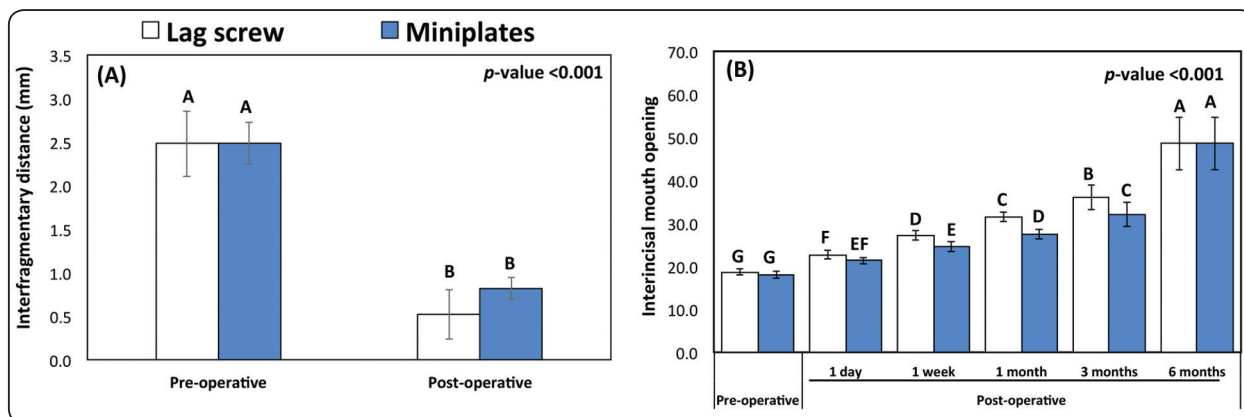 Lag screw Miniplates
(A)
p-value <0.001
Interfragmentary distance (mm)
3.5
3.0
2.5
2.0
1.5
1.0
0.5
0.0
A A
B B
Pre-operative Post-operative
(B)
p-value <0.001
Interincisal mouth opening
70.0
60.0
50.0
40.0
30.0
20.0
10.0
0.0
G G F EF D E C D B C A A
1 day 1 week 1 month 3 months 6 months
Pre-operative Post-operative